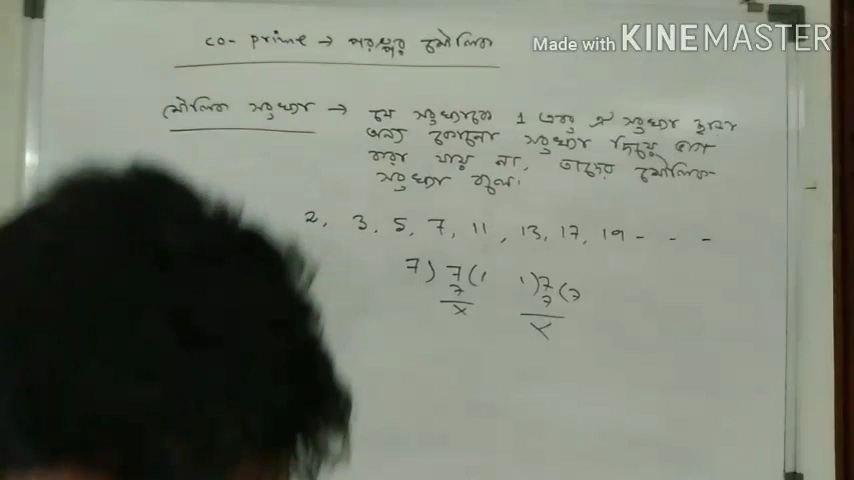 Made with KINEMASTER
co-prime → পরস্পর মৌলিক
মৌলিক সংখ্যা → যে সংখ্যাকে 1 এবং ঐ সংখ্যা ছাড়া
অন্য কোনো সংখ্যা দিয়ে ভাগ
করা যায় না, তাদের মৌলিক
সংখ্যা বলে।
2, 3, 5, 7, 11, 13, 17, 19 - - -
7) 7 (1 1) 7 (7
7 7
x x